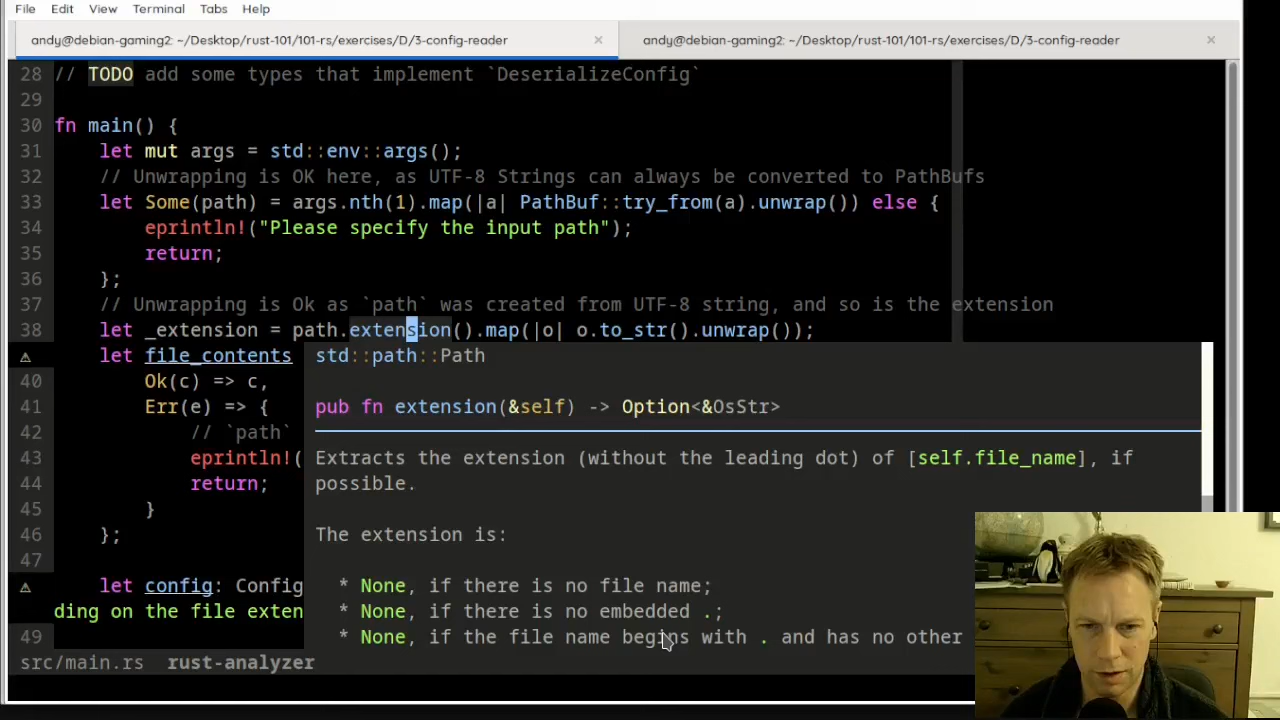 File Edit View Terminal Tabs Help
andy@debian-gaming2: ~/Desktop/rust-101/101-rs/exercises/D/3-config-reader × andy@debian-gaming2: ~/Desktop/rust-101/101-rs/exercises/D/3-config-reader ×
28 // TODO add some types that implement `DeserializeConfig`
29
30 fn main() {
31 let mut args = std::env::args();
32 // Unwrapping is OK here, as UTF-8 Strings can always be converted to PathBufs
33 let Some(path) = args.nth(1).map(|a| PathBuf::try_from(a).unwrap()) else {
34 eprintln!("Please specify the input path");
35 return;
36 };
37 // Unwrapping is Ok as `path` was created from UTF-8 string, and so is the extension
38 let _extension = path.extension().map(|o| o.to_str().unwrap());
⚠ let file_contents std::path::Path
40 Ok(c) => c,
41 Err(e) => { pub fn extension(&self) -> Option<&OsStr>
42 // `path`
43 eprintln!( Extracts the extension (without the leading dot) of [self.file_name], if
44 return; possible.
45 }
46 }; The extension is:
47
⚠ let config: Config * None, if there is no file name;
ding on the file exten * None, if there is no embedded .;
49 * None, if the file name begins with . and has no other
src/main.rs rust-analyzer